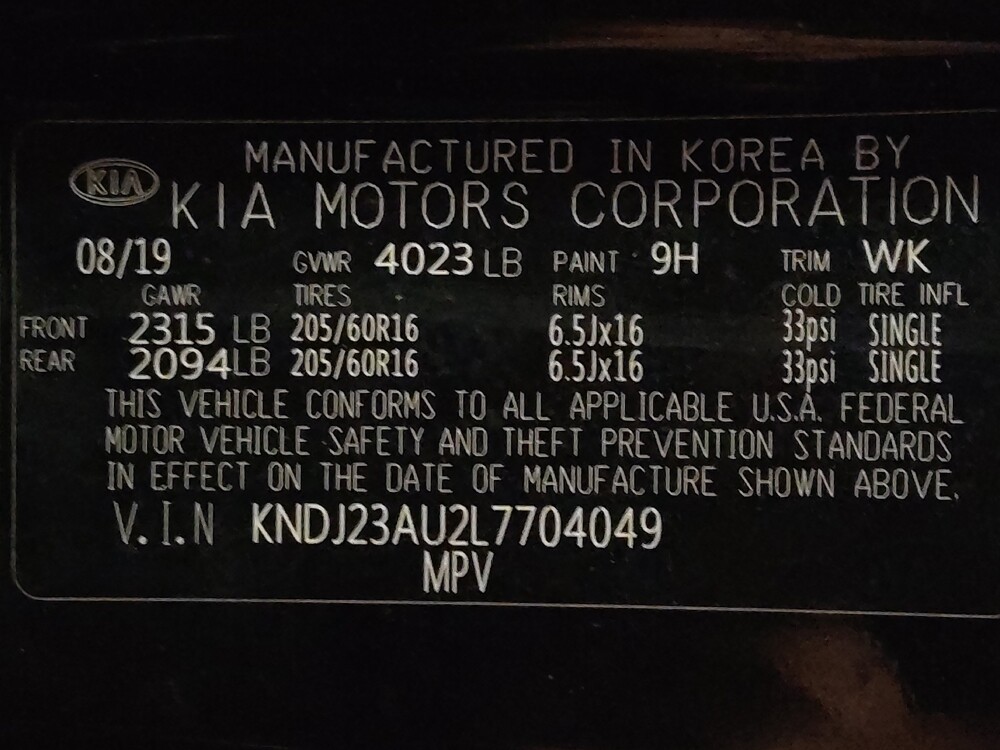 MANUFACTURED IN KOREA BY
KIA KIA MOTORS CORPORATION
08/19 GVWR 4023 LB PAINT 9H TRIM WK
GAWR TIRES RIMS COLD TIRE INFL
FRONT 2315 LB 205/60R16 6.5Jx16 33psi SINGLE
REAR 2094LB 205/60R16 6.5Jx16 33psi SINGLE
THIS VEHICLE CONFORMS TO ALL APPLICABLE U.S.A. FEDERAL
MOTOR VEHICLE SAFETY AND THEFT PREVENTION STANDARDS
IN EFFECT ON THE DATE OF MANUFACTURE SHOWN ABOVE.
V.I.N KNDJ23AU2L7704049
MPV